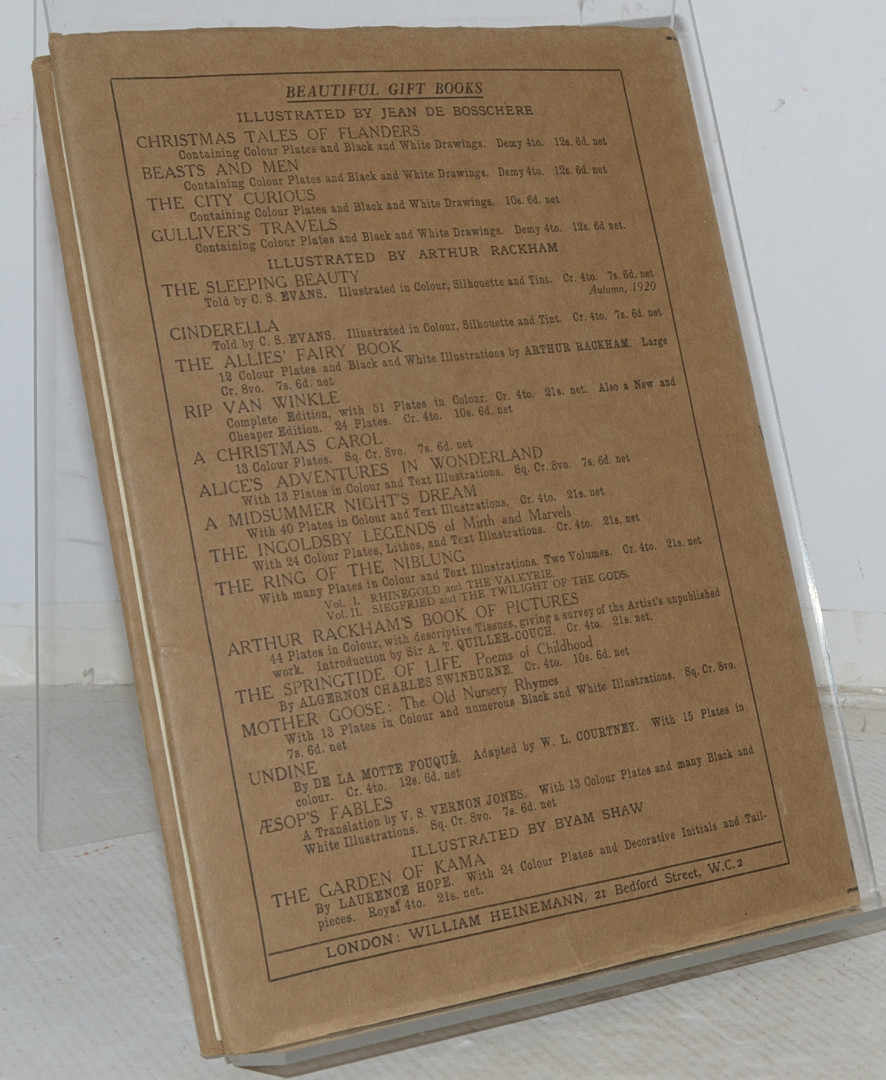 BEAUTIFUL GIFT BOOKS
ILLUSTRATED BY JEAN DE BOSSCHÈRE
CHRISTMAS TALES OF FLANDERS
Containing Colour Plates and Black and White Drawings. Demy 4to. 12s. 6d. net
BEASTS AND MEN
Containing Colour Plates and Black and White Drawings. Demy 4to. 12s. 6d. net
THE CITY CURIOUS
Containing Colour Plates and Black and White Drawings. 10s. 6d. net
GULLIVER'S TRAVELS
Containing Colour Plates and Black and White Drawings. Demy 4to. 12s. 6d net.
ILLUSTRATED BY ARTHUR RACKHAM
THE SLEEPING BEAUTY
Told by C. S. EVANS. Illustrated in Colour, Silhouette and Tint. Cr. 4to. 7s. 6d. net
Autumn, 1920
CINDERELLA
Told by C. S. EVANS. Illustrated in Colour, Silhouette and Tint. Cr. 4to. 7s. 6d. net
THE ALLIES' FAIRY BOOK
12 Colour Plates and Black and White Illustrations by ARTHUR RACKHAM. Large
Cr. 8vo. 7s. 6d. net
RIP VAN WINKLE
Complete Edition, with 51 Plates in Colour. Cr. 4to. 21s. net. Also a New and
Cheaper Edition. 24 Plates. Cr. 4to. 10s. 6d. net
A CHRISTMAS CAROL
13 Colour Plates. Sq. Cr. 8vo. 7s. 6d. net
ALICE'S ADVENTURES IN WONDERLAND
With 13 Plates in Colour and Text Illustrations. Sq. Cr. 8vo. 7s. 6d. net
A MIDSUMMER NIGHT'S DREAM
With 40 Plates in Colour and Text Illustrations. Cr. 4to. 21s. net
THE INGOLDSBY LEGENDS of Mirth and Marvels
With 24 Colour Plates, Lithos, and Text Illustrations. Cr. 4to. 21s. net
THE RING OF THE NIBLUNG
With many Plates in Colour and Text Illustrations. Two Volumes. Cr. 4to. 21s. net
Vol. I. RHINEGOLD and THE VALKYRIE.
Vol. II. SIEGFRIED and THE TWILIGHT OF THE GODS.
ARTHUR RACKHAM'S BOOK OF PICTURES
44 Plates in Colour, with descriptive Tissues, giving a survey of the Artist's unpublished
work. Introduction by Sir A. T. QUILLER-COUCH. Cr. 4to. 21s. net.
THE SPRINGTIDE OF LIFE Poems of Childhood
By ALGERNON CHARLES SWINBURNE. Cr. 4to. 10s. 6d. net
MOTHER GOOSE: The Old Nursery Rhymes
With 13 Plates in Colour and numerous Black and White Illustrations. Sq. Cr. 8vo.
7s. 6d. net
UNDINE
By DE LA MOTTE FOUQUÉ. Adapted by W. L. COURTNEY. With 15 Plates in
colour. Cr. 4to. 12s. 6d. net
ÆSOP'S FABLES
A Translation by V. S. VERNON JONES. With 13 Colour Plates and many Black and
White Illustrations. Sq. Cr. 8vo. 7s. 6d. net
ILLUSTRATED BY BYAM SHAW
THE GARDEN OF KAMA
By LAURENCE HOPE. With 24 Colour Plates and Decorative Initials and Tail-
pieces. Royal 4to. 21s. net.
LONDON: WILLIAM HEINEMANN, 21 Bedford Street, W.C.2